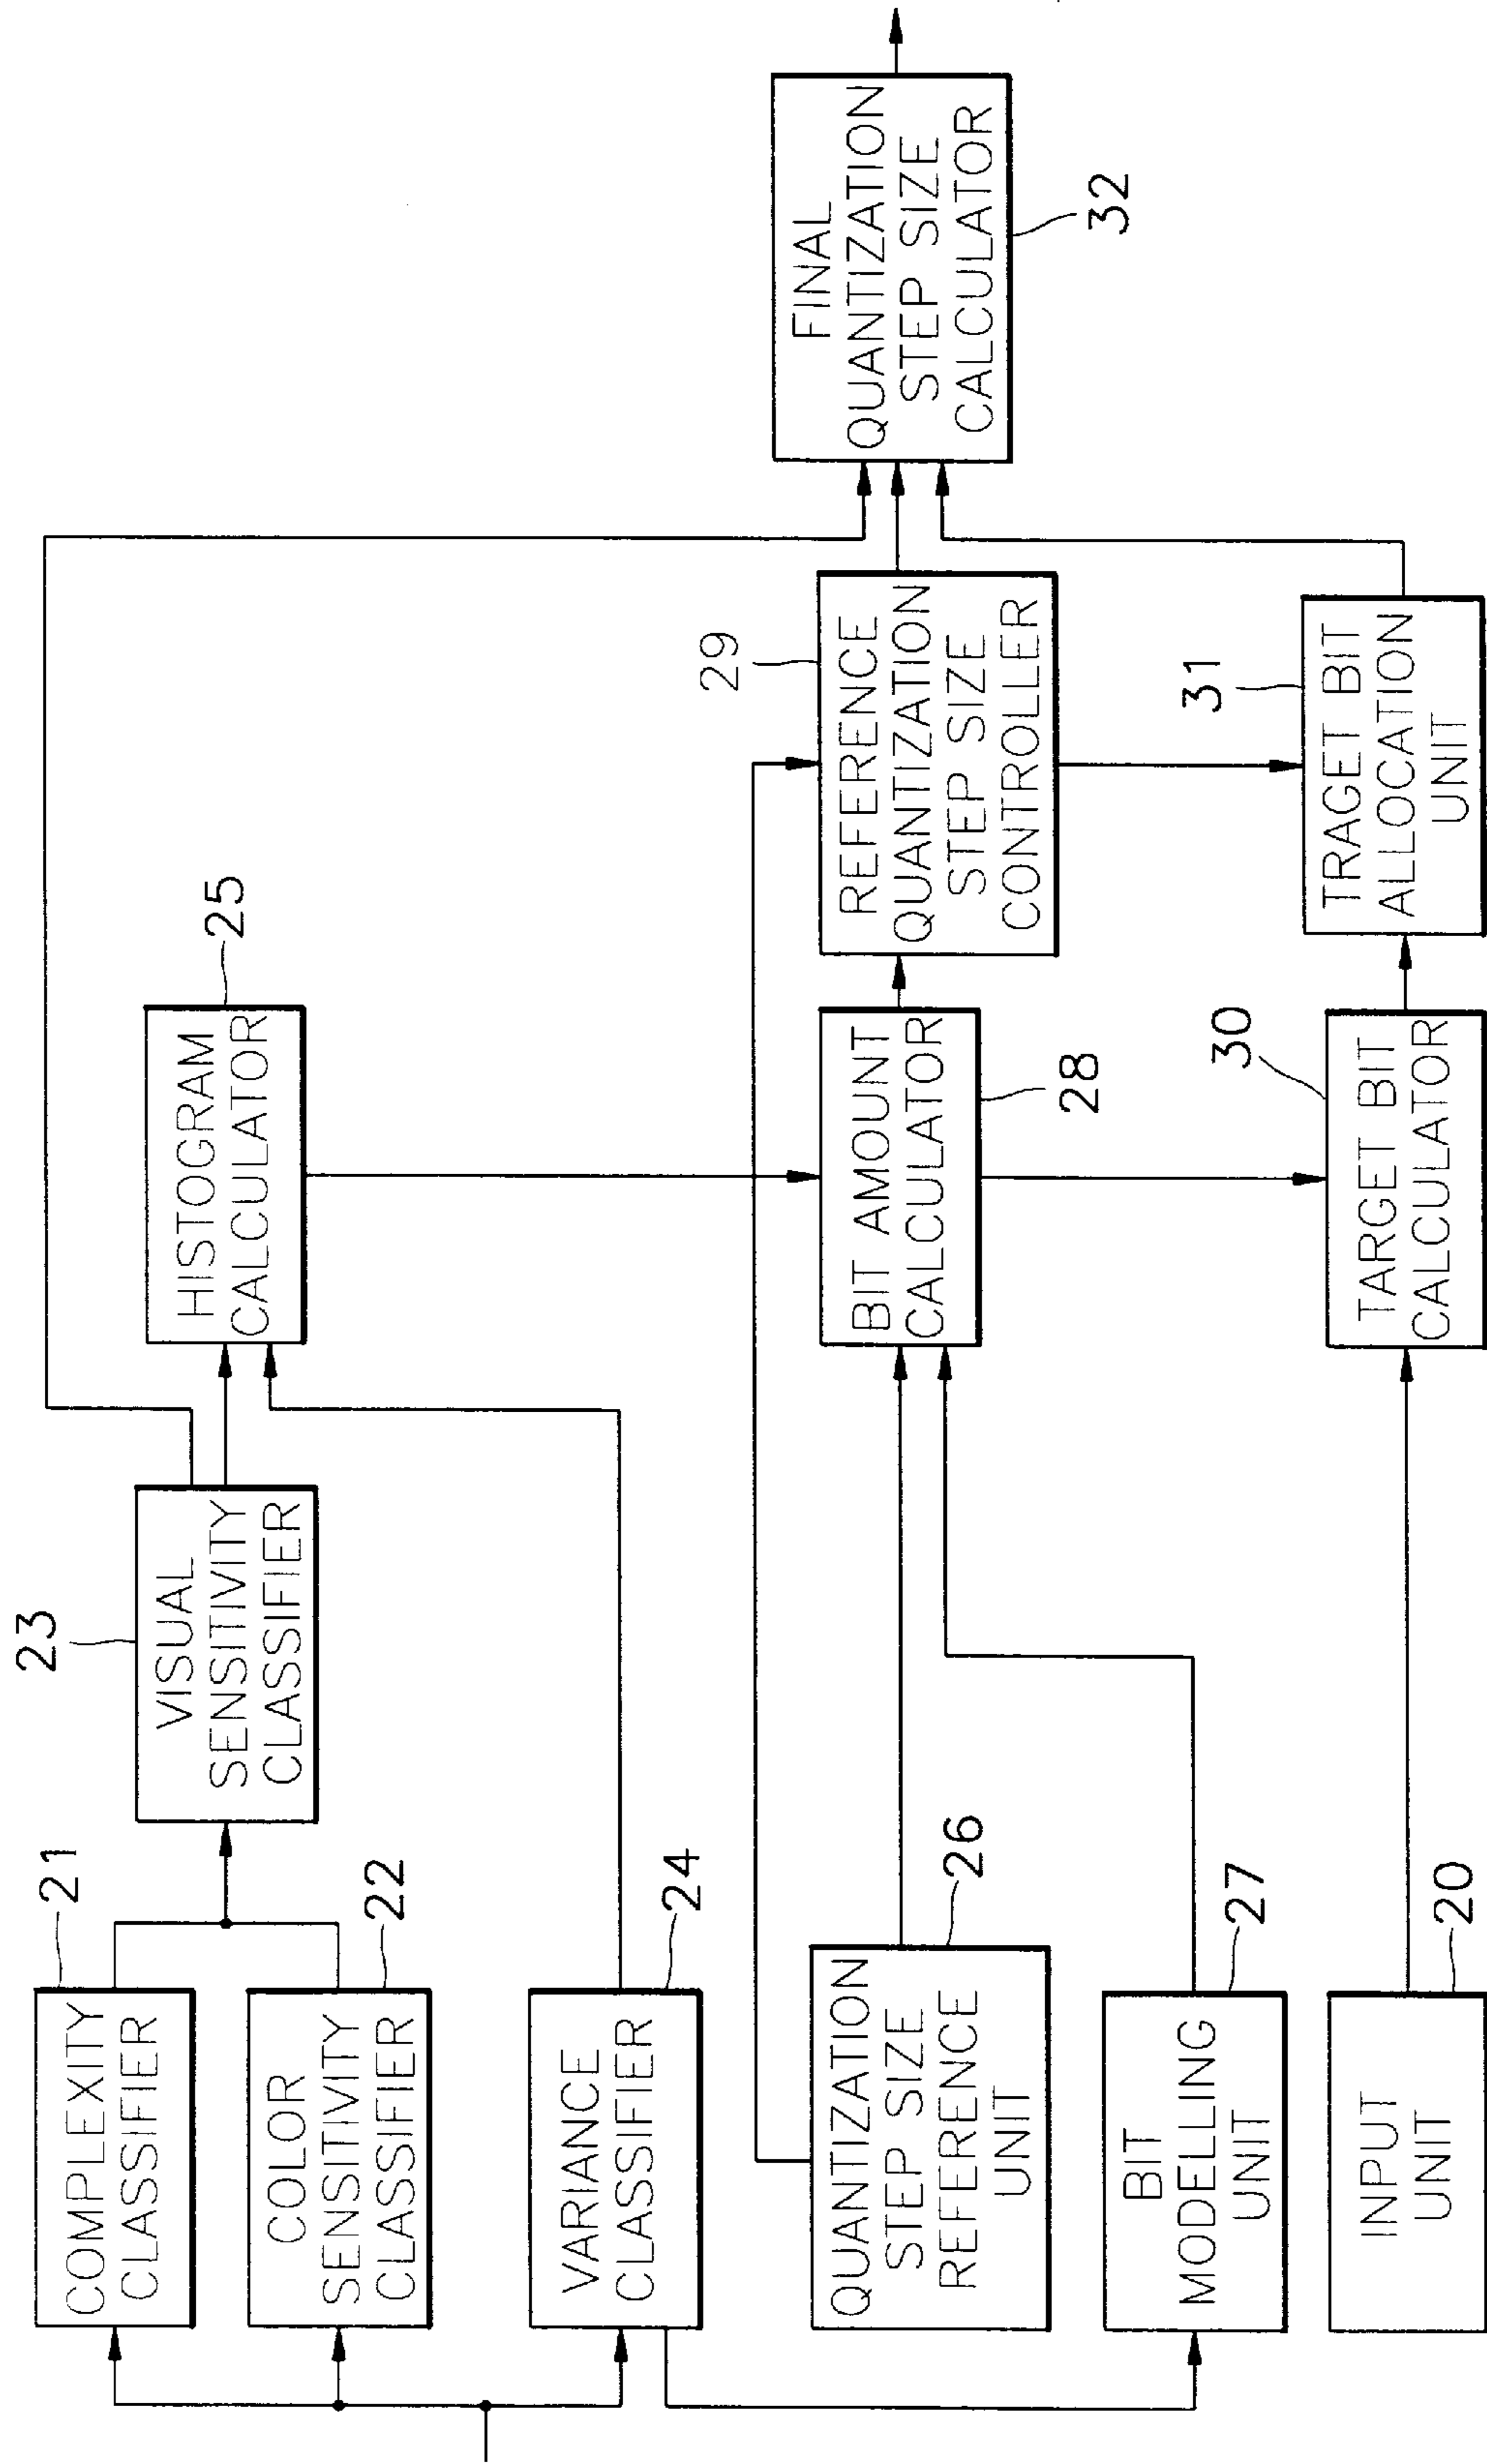 21
COMPLEXITY
CLASSIFIER
22
COLOR
SENSITIVITY
CLASSIFIER
23
VISUAL
SENSITIVITY
CLASSIFIER
24
VARIANCE
CLASSIFIER
25
HISTOGRAM
CALCULATOR
26
QUANTIZATION
STEP SIZE
REFERENCE
UNIT
27
BIT
MODELLING
UNIT
20
INPUT
UNIT
28
BIT AMOUNT
CALCULATOR
29
REFERENCE
QUANTIZATION
STEP SIZE
CONTROLLER
30
TARGET BIT
CALCULATOR
31
TRAGET BIT
ALLOCATION
UNIT
32
FINAL
QUANTIZATION
STEP SIZE
CALCULATOR